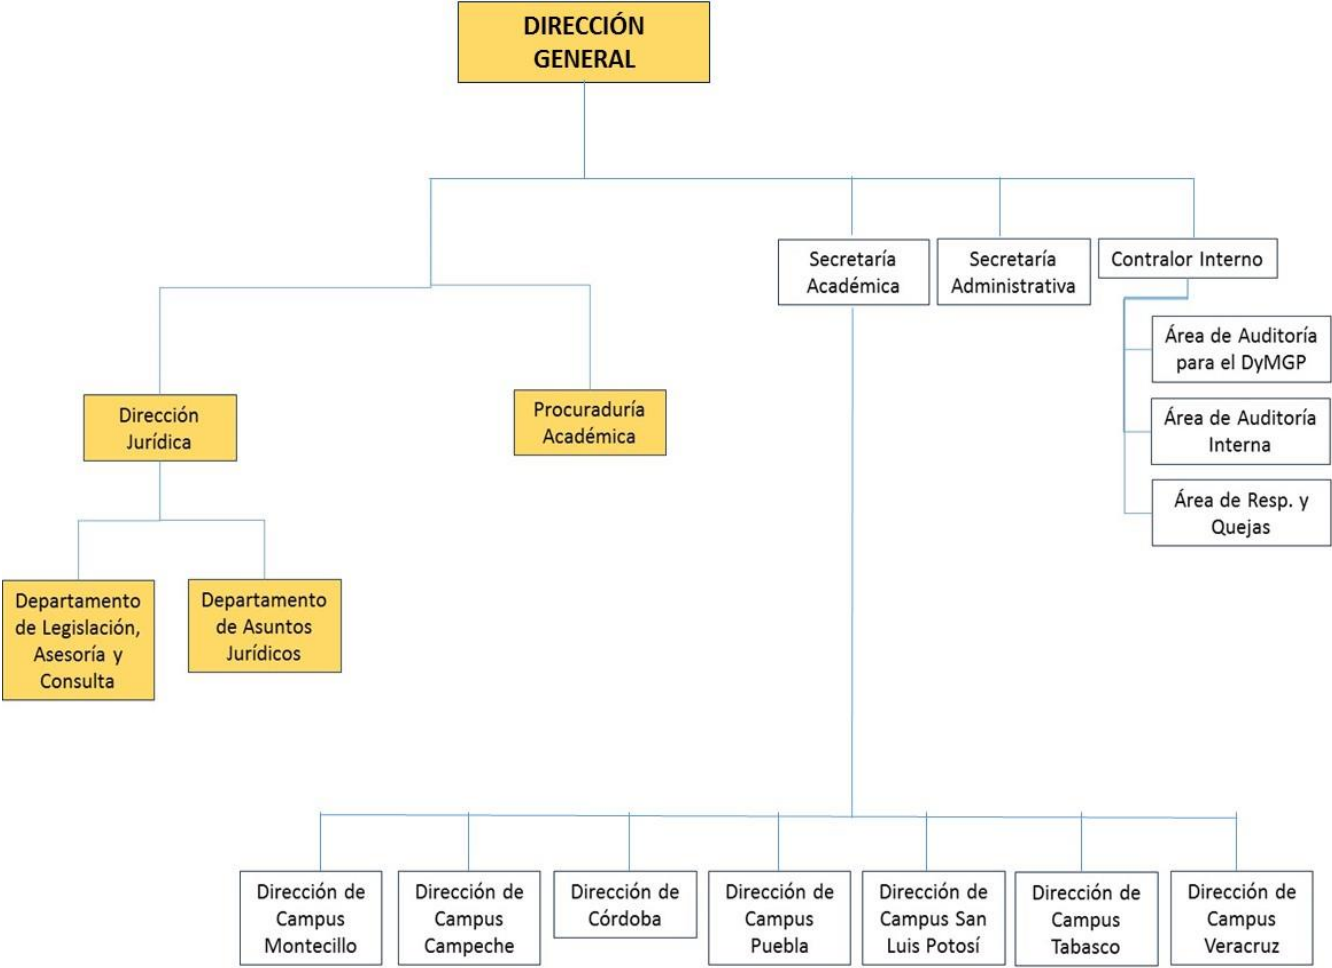 DIRECCIÓN
GENERAL
Secretaría
Académica
Secretaría
Administrativa
Contralor Interno
Área de Auditoría
para el DyMGP
Área de Auditoría
Interna
Área de Resp. y
Quejas
Dirección
Jurídica
Procuraduría
Académica
Departamento
de Legislación,
Asesoría y
Consulta
Departamento
de Asuntos
Jurídicos
Dirección de
Campus
Montecillo
Dirección de
Campus
Campeche
Dirección de
Córdoba
Dirección de
Campus
Puebla
Dirección de
Campus San
Luis Potosí
Dirección de
Campus
Tabasco
Dirección de
Campus
Veracruz